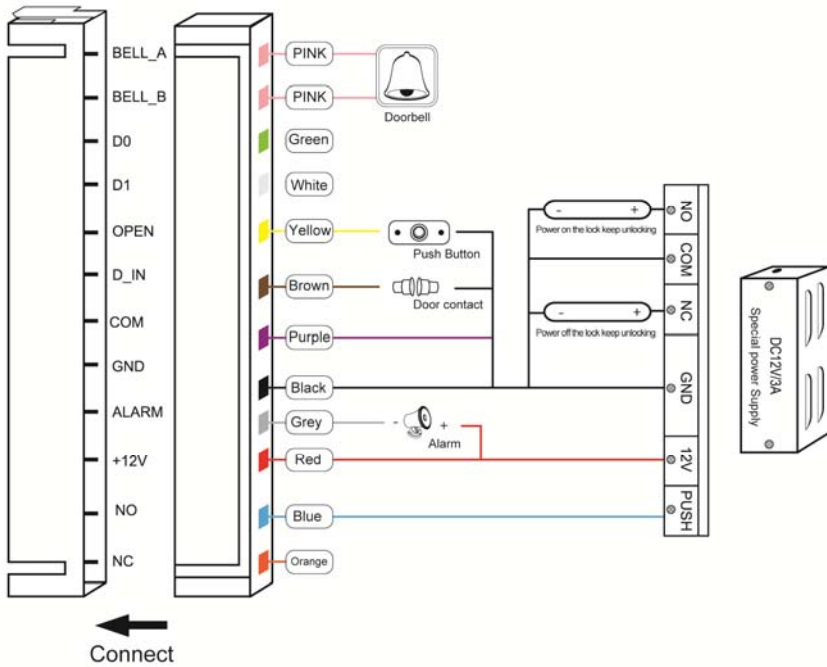 BELL_A
PINK
BELL_B
PINK
Doorbell
D0
Green
D1
White
OPEN
Yellow
Push Button
D_IN
Brown
Door contact
COM
Purple
GND
Black
ALARM
Grey
- +
Alarm
+12V
Red
NO
Blue
NC
Orange
- +
Power on the lock keep unlocking
- +
Power off the lock keep unlocking
NO
COM
NC
GND
12V
PUSH
DC12V/3A
Special power Supply
Connect